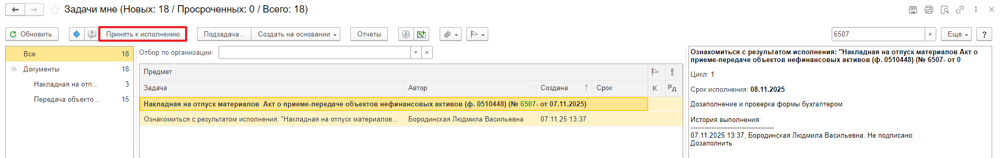 Задачи мне (Новых: 18 / Просроченных: 0 / Всего: 18)
Обновить
Принять к исполнению
Подзадача...
Создать на основании
Отчеты
6507
×
Еще
?
Все 18
Документы 18
Накладная на отп... 3
Передача объекто... 15
Отбор по организации:
Предмет
Задача Автор Создана ↑ Срок К Рд
Накладная на отпуск материалов Акт о приеме-передаче объектов нефинансовых активов (ф. 0510448) (№ 6507- от 07.11.2025)
Ознакомиться с результатом исполнения: "Накладная на отпуск материалов... Бородинская Людмила Васильевна 07.11.25 13:37
Ознакомиться с результатом исполнения: "Накладная на отпуск материалов Акт о
приеме-передаче объектов нефинансовых активов (ф. 0510448) (№ 6507- от 0
Цикл: 1
Срок исполнения: 08.11.2025
Дозаполнение и проверка формы бухгалтером
История выполнения:
------------------------------------
07.11.2025 13:37, Бородинская Людмила Васильевна. Не подписано:
Дозаполнить